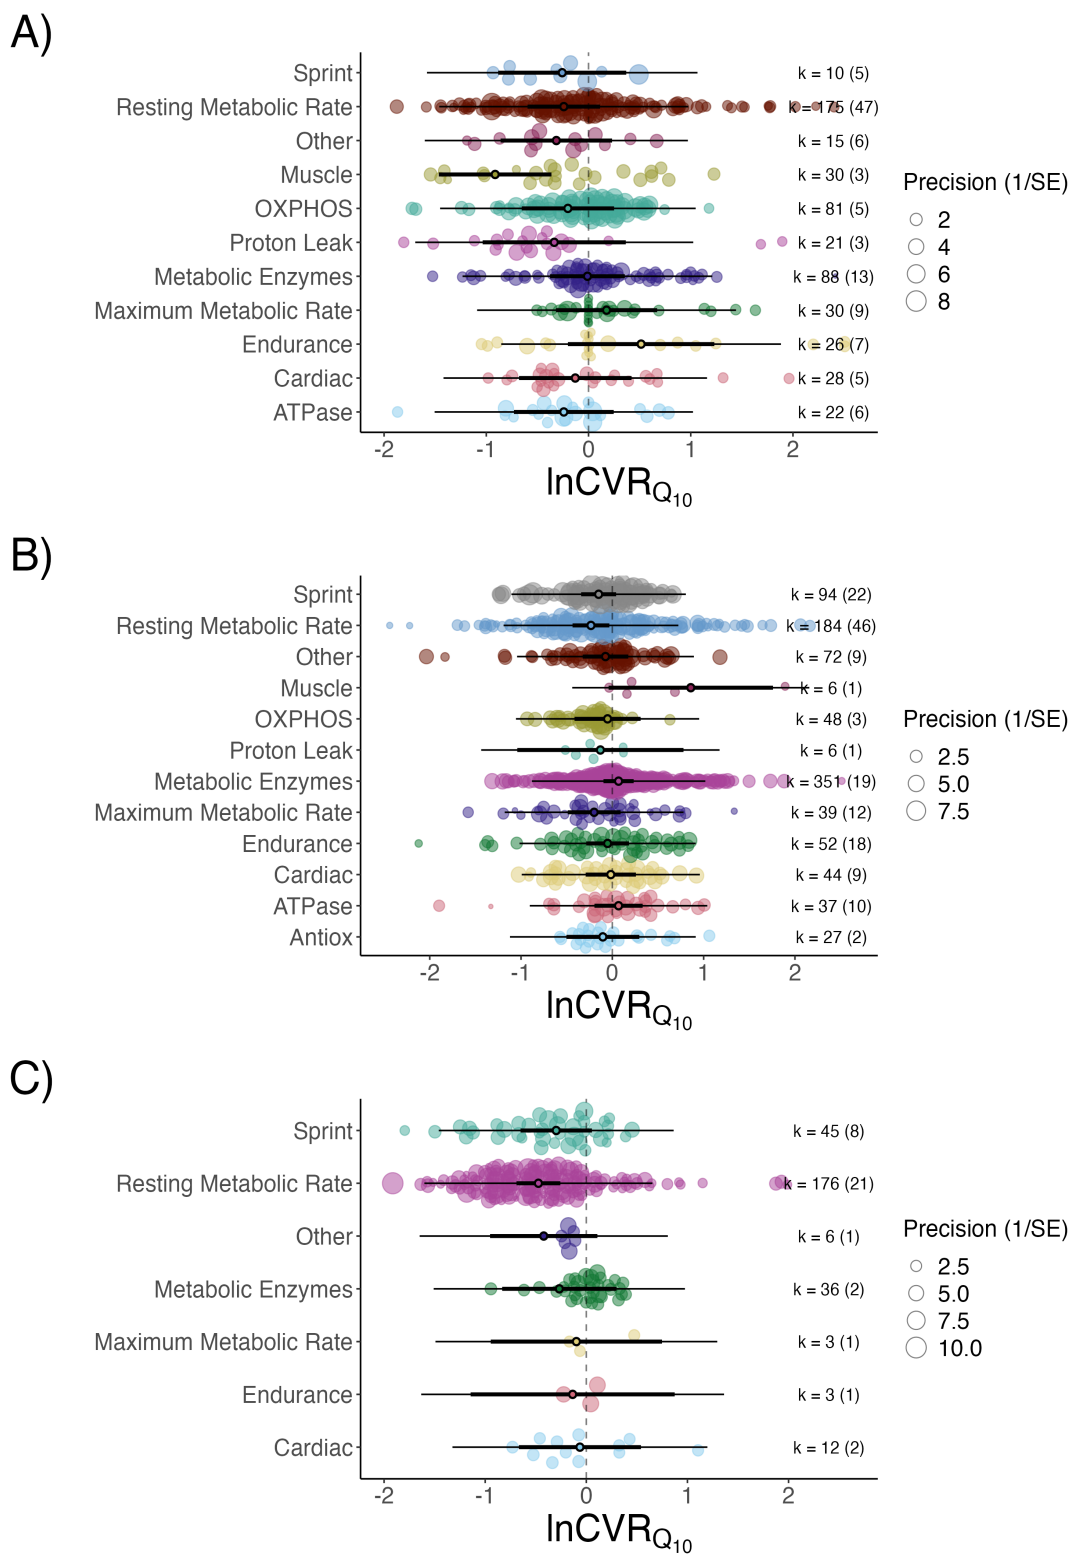 A)
Sprint k = 10 (5)
Resting Metabolic Rate k = 175 (47)
Other k = 15 (6)
Muscle k = 30 (3)
OXPHOS k = 81 (5)
Proton Leak k = 21 (3)
Metabolic Enzymes k = 88 (13)
Maximum Metabolic Rate k = 30 (9)
Endurance k = 26 (7)
Cardiac k = 28 (5)
ATPase k = 22 (6)
-2 -1 0 1 2
lnCVRQ10
Precision (1/SE)
2
4
6
8
B)
Sprint k = 94 (22)
Resting Metabolic Rate k = 184 (46)
Other k = 72 (9)
Muscle k = 6 (1)
OXPHOS k = 48 (3)
Proton Leak k = 6 (1)
Metabolic Enzymes k = 351 (19)
Maximum Metabolic Rate k = 39 (12)
Endurance k = 52 (18)
Cardiac k = 44 (9)
ATPase k = 37 (10)
Antiox k = 27 (2)
-2 -1 0 1 2
lnCVRQ10
Precision (1/SE)
2.5
5.0
7.5
C)
Sprint k = 45 (8)
Resting Metabolic Rate k = 176 (21)
Other k = 6 (1)
Metabolic Enzymes k = 36 (2)
Maximum Metabolic Rate k = 3 (1)
Endurance k = 3 (1)
Cardiac k = 12 (2)
-2 -1 0 1 2
lnCVRQ10
Precision (1/SE)
2.5
5.0
7.5
10.0